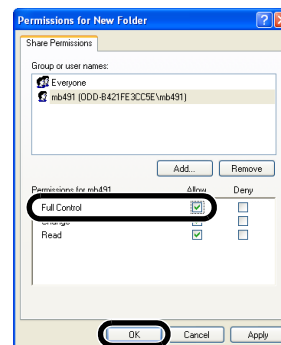 Permissions for New Folder
Share Permissions
Group or user names:
Everyone
mb491 (ODD-B421FE3CC5E\mb491)
Add... Remove
Permissions for mb491 Allow Deny
Full Control
Change
Read
OK Cancel Apply